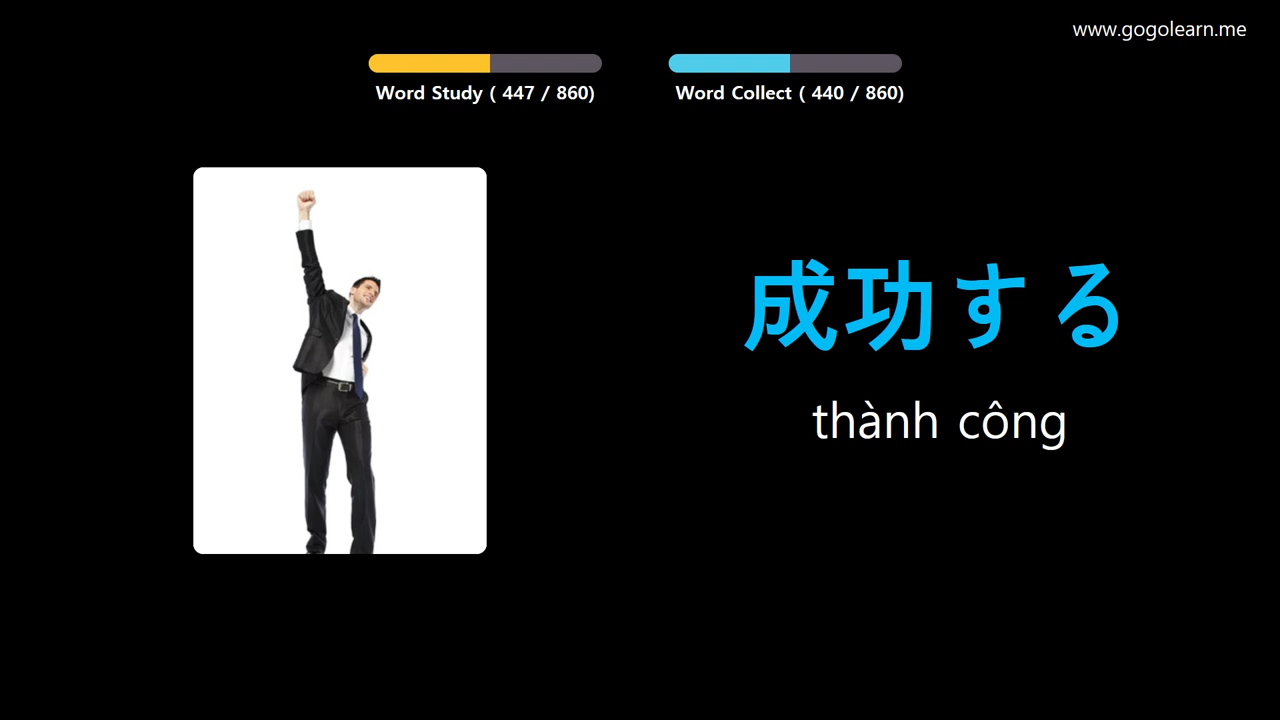 www.gogolearn.me
Word Study ( 447 / 860)
Word Collect ( 440 / 860)
成功する
thành công